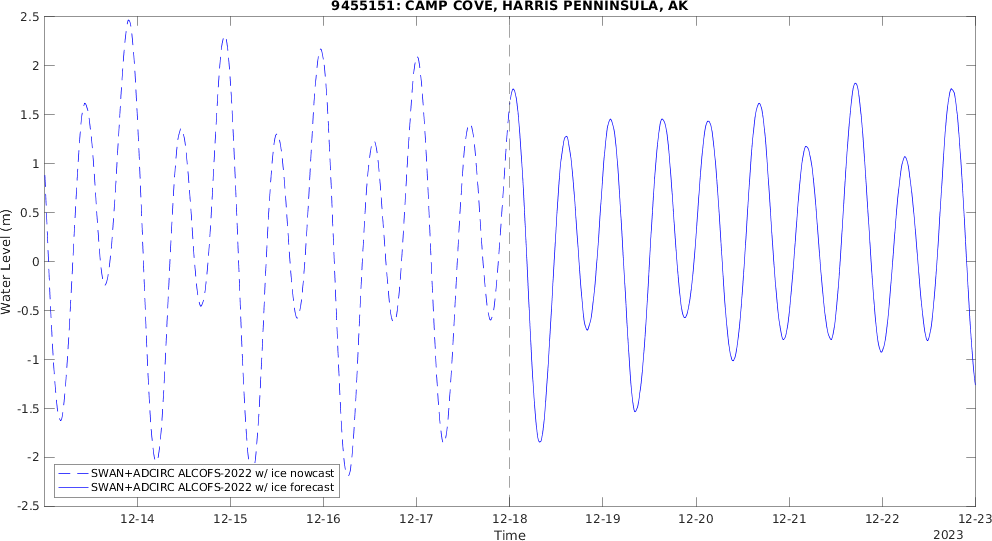 9455151: CAMP COVE, HARRIS PENNINSULA, AK
2.5
2
1.5
1
0.5
0
-0.5
-1
-1.5
-2
-2.5
Water Level (m)
SWAN+ADCIRC ALCOFS-2022 w/ ice nowcast
SWAN+ADCIRC ALCOFS-2022 w/ ice forecast
12-14 12-15 12-16 12-17 12-18 12-19 12-20 12-21 12-22 12-23
Time
2023